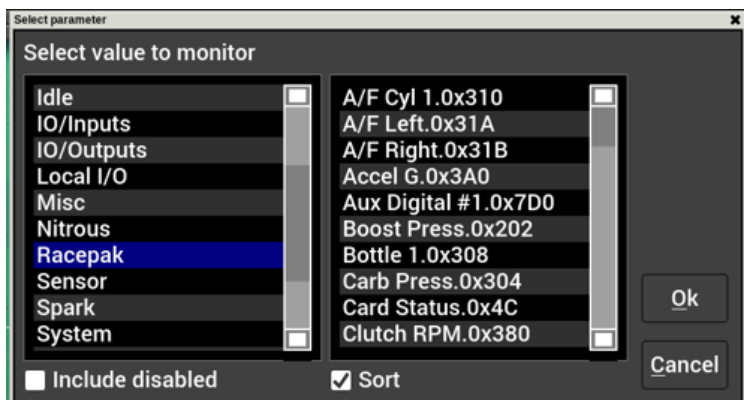 Select parameter
Select value to monitor
Idle
IO/Inputs
IO/Outputs
Local I/O
Misc
Nitrous
Racepak
Sensor
Spark
System
A/F Cyl 1.0x310
A/F Left.0x31A
A/F Right.0x31B
Accel G.0x3A0
Aux Digital #1.0x7D0
Boost Press.0x202
Bottle 1.0x308
Carb Press.0x304
Card Status.0x4C
Clutch RPM.0x380
Ok
Cancel
Include disabled
Sort